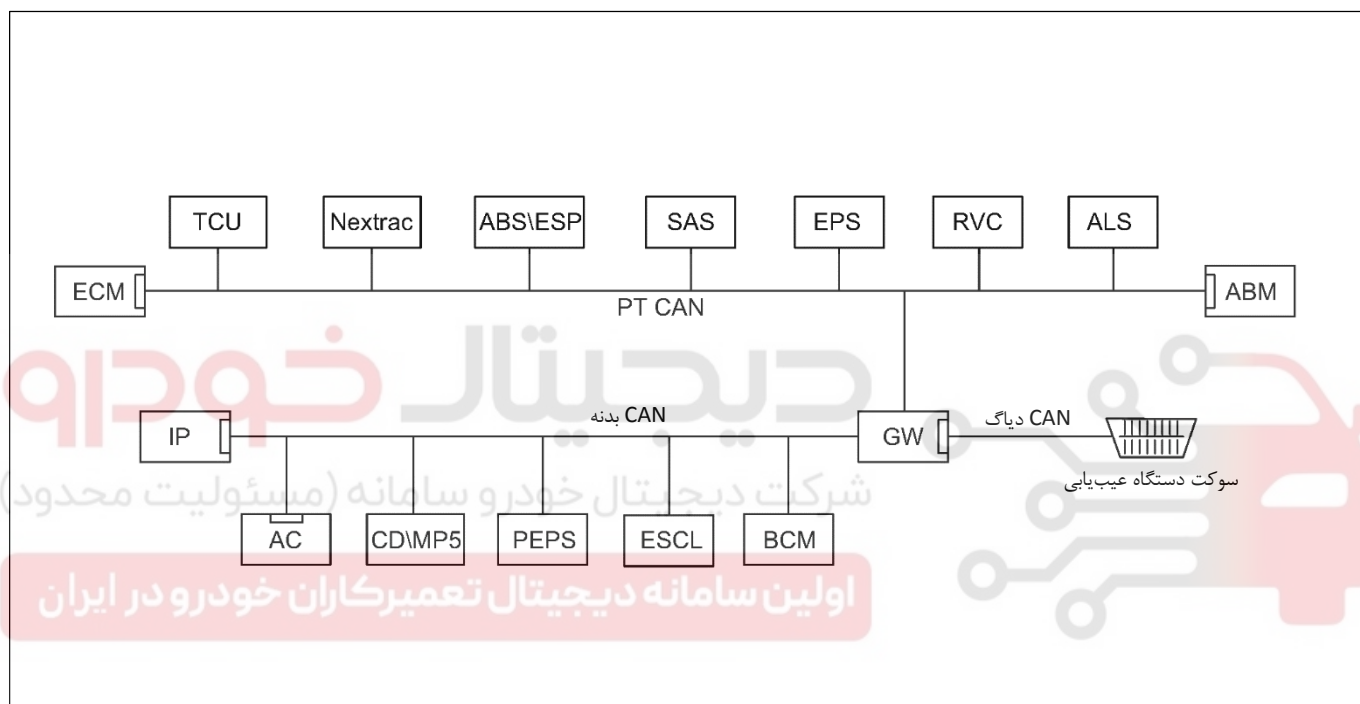 TCU Nextrac ABS\ESP SAS EPS RVC ALS
ECM ABM
PT CAN
دیجیتال خودرو
CAN بدنه
CAN دیاگ
IP GW
سوکت دستگاه عیب‌یابی
شرکت دیجیتال خودرو سامانه (مسئولیت محدود)
AC CD\MP5 PEPS ESCL BCM
اولین سامانه دیجیتال تعمیرکاران خودرو در ایران